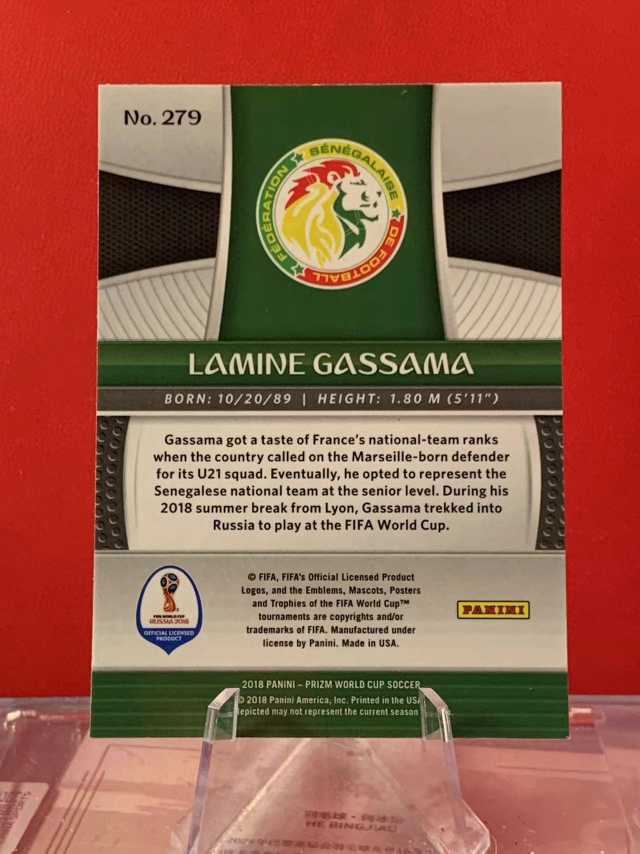 No. 279
FÉDÉRATION SÉNÉGALAISE DE FOOTBALL
LAMINE GASSAMA
BORN: 10/20/89 | HEIGHT: 1.80 M (5'11")
Gassama got a taste of France's national-team ranks
when the country called on the Marseille-born defender
for its U21 squad. Eventually, he opted to represent the
Senegalese national team at the senior level. During his
2018 summer break from Lyon, Gassama trekked into
Russia to play at the FIFA World Cup.
FIFA WORLD CUP
RUSSIA 2018
OFFICIAL LICENSED
PRODUCT
© FIFA, FIFA's Official Licensed Product
Logos, and the Emblems, Mascots, Posters
and Trophies of the FIFA World Cup™
tournaments are copyrights and/or
trademarks of FIFA. Manufactured under
license by Panini. Made in USA.
PANINI
2018 PANINI – PRIZM WORLD CUP SOCCER
© 2018 Panini America, Inc. Printed in the USA
epicted may not represent the current season
HE BINGJIAO